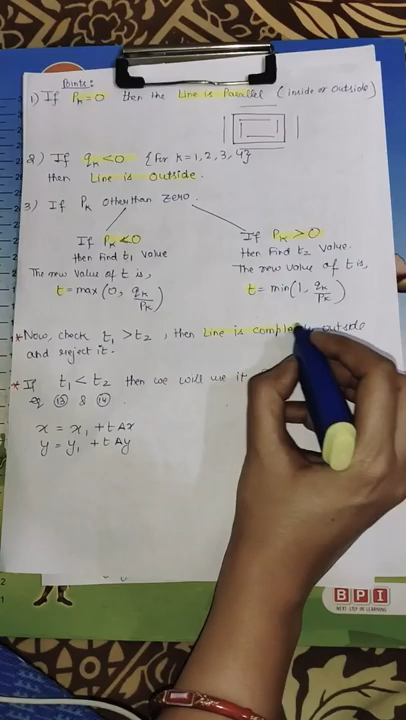 Points:
1) If Pk = 0 then the Line is Parallel (inside or outside)
2) If qk < 0 {for k = 1, 2, 3, 4}
then Line is outside.
3) If Pk other than zero.
If Pk < 0
then find t1 value
The new value of t is,
t = max (0, qk/Pk)
If Pk > 0
then find t2 value.
The new value of t is,
t = min (1, qk/Pk)
* Now, check t1 > t2, then Line is outside
and reject it.
* If t1 < t2 then we will use it
eq (13) & (14).
x = x1 + tΔx
y = y1 + tΔy
BPI
NEXT STEP IN LEARNING